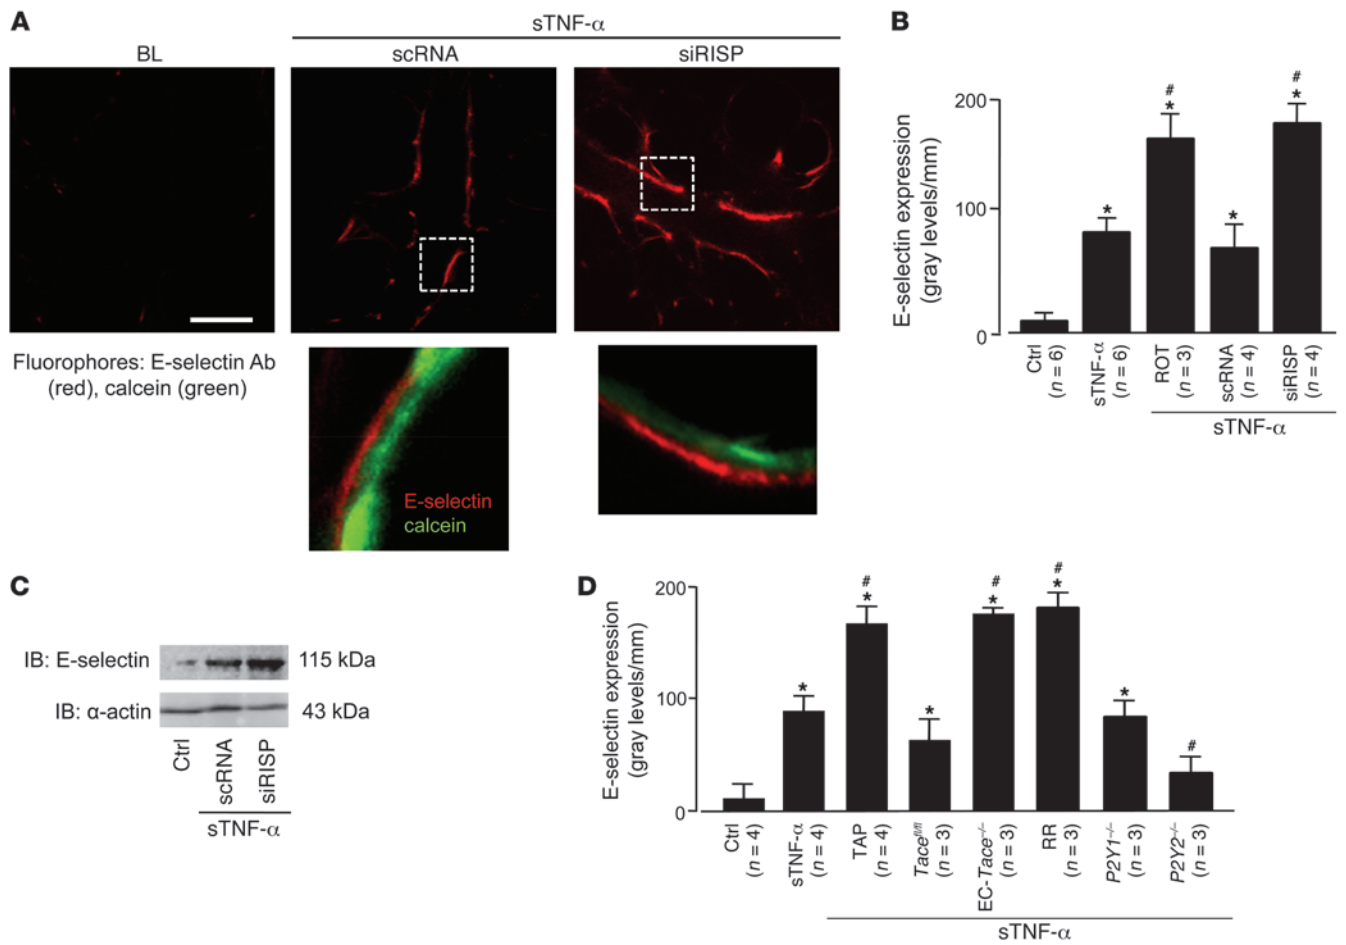 A
sTNF-α
BL
scRNA
siRISP
Fluorophores: E-selectin Ab
(red), calcein (green)
E-selectin
calcein
B
E-selectin expression
(gray levels/mm)
200
100
0
#
*
*
*
#
*
Ctrl
(n = 6)
sTNF-α
(n = 6)
ROT
(n = 3)
scRNA
(n = 4)
siRISP
(n = 4)
sTNF-α
C
IB: E-selectin
115 kDa
IB: α-actin
43 kDa
Ctrl
scRNA
siRISP
sTNF-α
D
E-selectin expression
(gray levels/mm)
200
100
0
*
#
*
*
#
*
#
*
*
#
Ctrl
(n = 4)
sTNF-α
(n = 4)
TAP
(n = 4)
Tacefl/fl
(n = 3)
EC-Tace–/–
(n = 3)
RR
(n = 3)
P2Y1–/–
(n = 3)
P2Y2–/–
(n = 3)
sTNF-α